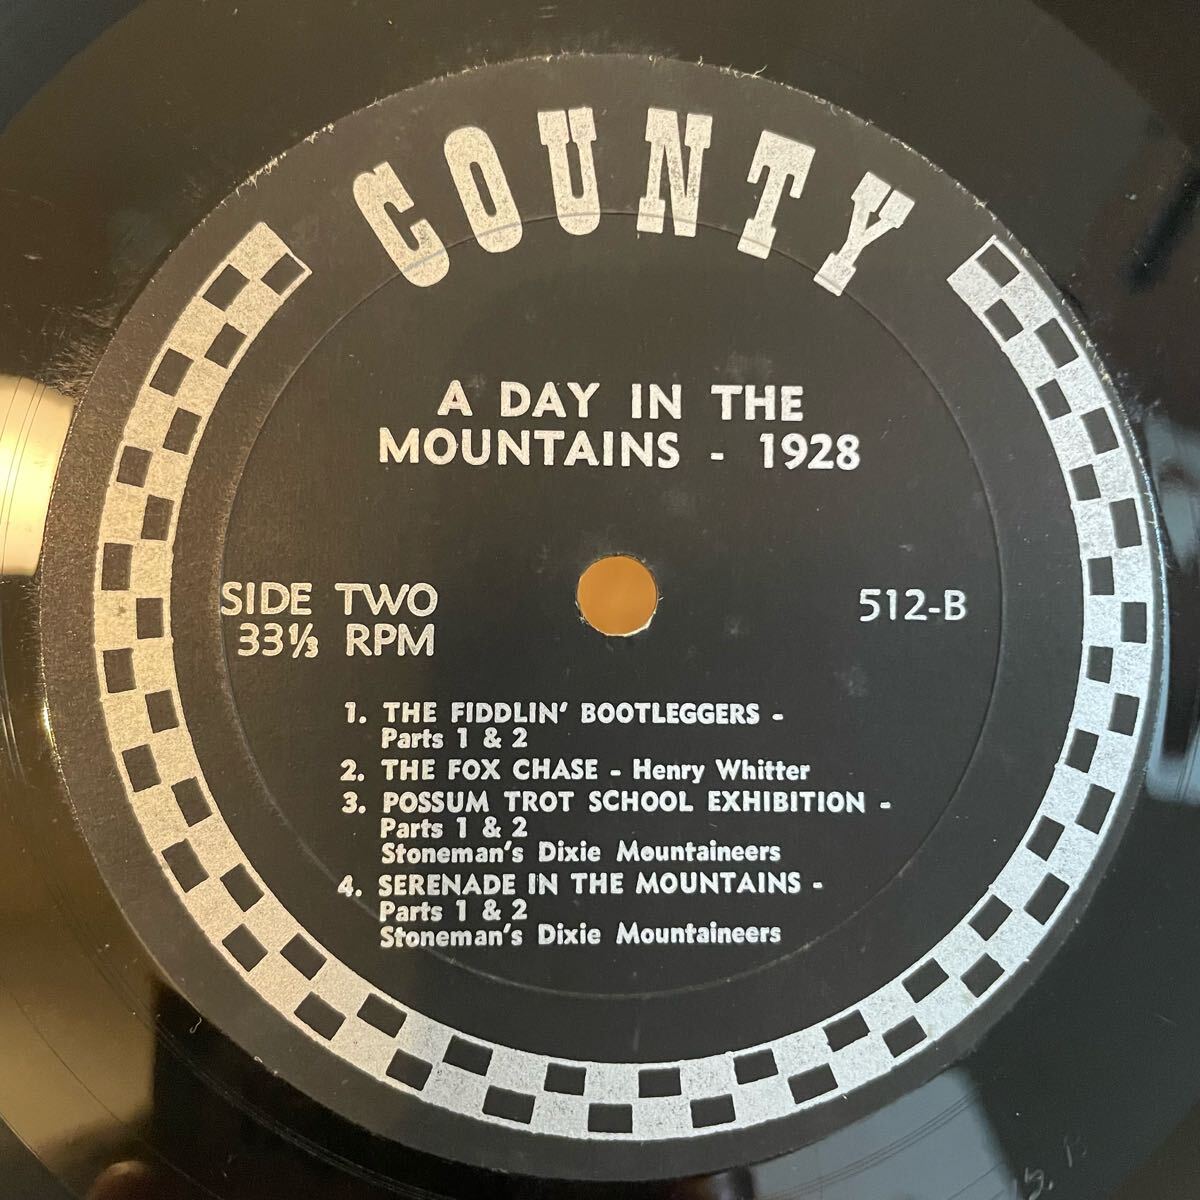 COUNTY
A DAY IN THE
MOUNTAINS - 1928
SIDE TWO
33⅓ RPM
512-B
1. THE FIDDLIN' BOOTLEGGERS -
Parts 1 & 2
2. THE FOX CHASE - Henry Whitter
3. POSSUM TROT SCHOOL EXHIBITION -
Parts 1 & 2
Stoneman's Dixie Mountaineers
4. SERENADE IN THE MOUNTAINS -
Parts 1 & 2
Stoneman's Dixie Mountaineers